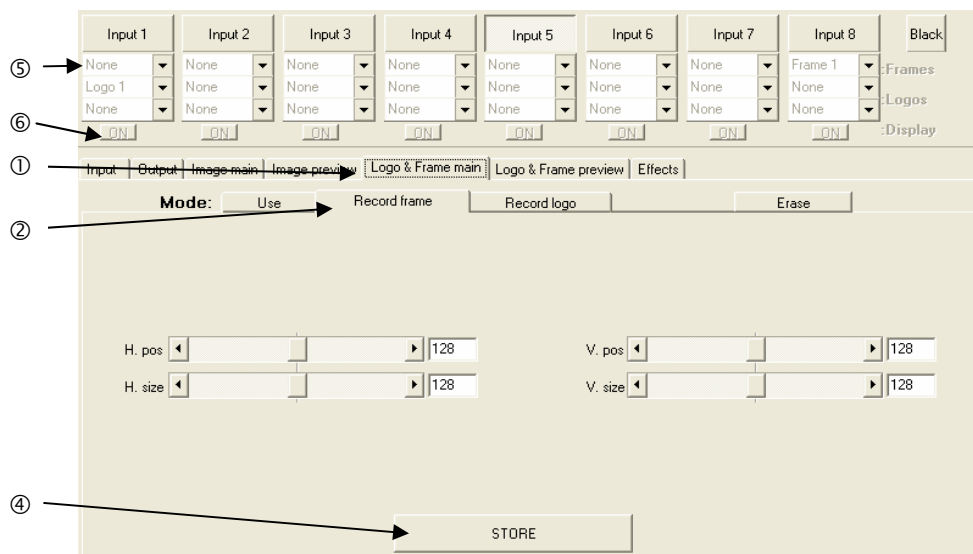 Input 1 Input 2 Input 3 Input 4 Input 5 Input 6 Input 7 Input 8 Black
⑤ None None None None None None None Frame 1 :Frames
Logo 1 None None None None None None None :Logos
None None None None None None None None
⑥ ON ON ON ON ON ON ON ON :Display
① Input Output Image main Image preview Logo & Frame main Logo & Frame preview Effects
Mode: Use Record frame Record logo Erase
②
H. pos 128 V. pos 128
H. size 128 V. size 128
④ STORE